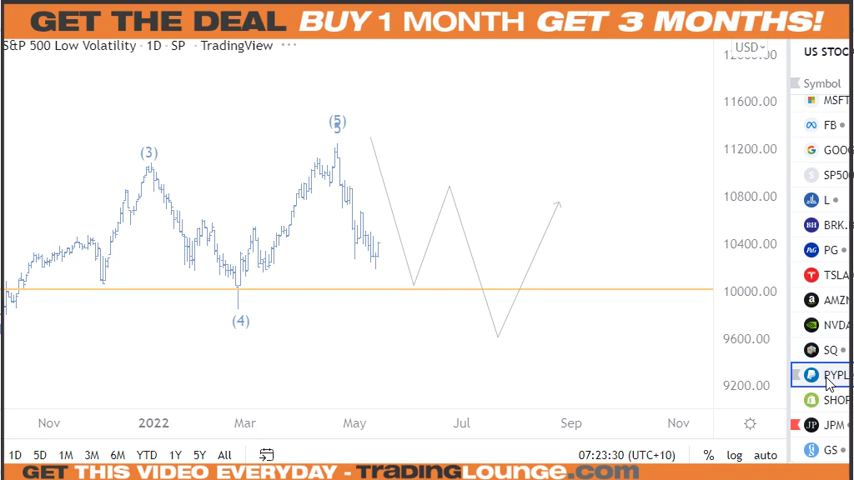 GET THE DEAL BUY 1 MONTH GET 3 MONTHS!
S&P 500 Low Volatility · 1D · SP · TradingView ···
USD
US STOC
12000.00
Symbol
11600.00
11200.00
10800.00
10400.00
10000.00
9600.00
9200.00
(3)
(5)
5
(4)
MSFT
FB
GOOG
SP500
L
BRK.
PG
TSLA
AMZN
NVDA
SQ
PYPL
SHOP
JPM
GS
Nov 2022 Mar May Jul Sep Nov
1D 5D 1M 3M 6M YTD 1Y 5Y All 07:23:30 (UTC+10) % log auto
GET THIS VIDEO EVERYDAY - TradingLounge.com